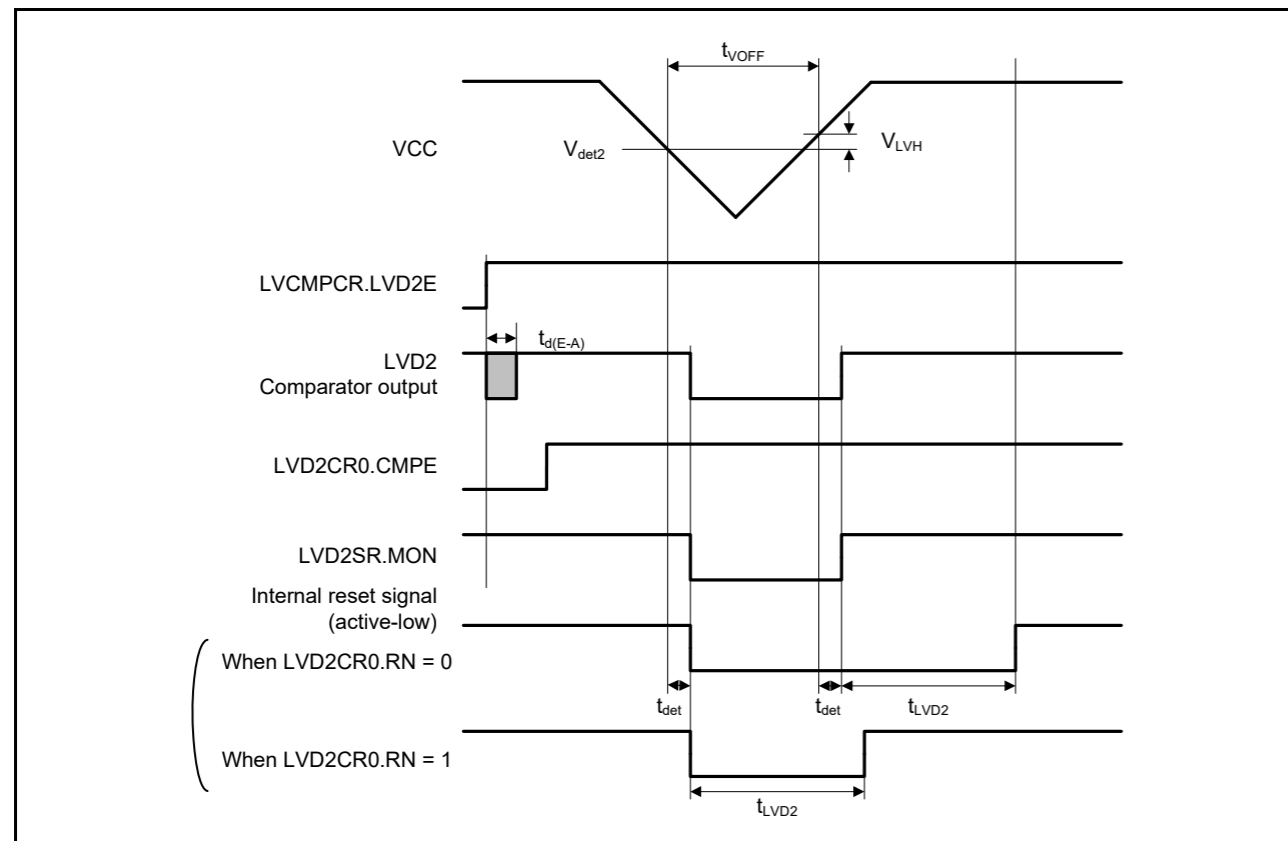 tVOFF
VCC
Vdet2
VLVH
LVCMPCR.LVD2E
td(E-A)
LVD2
Comparator output
LVD2CR0.CMPE
LVD2SR.MON
Internal reset signal
(active-low)
When LVD2CR0.RN = 0
tdet
tdet
tLVD2
When LVD2CR0.RN = 1
tLVD2